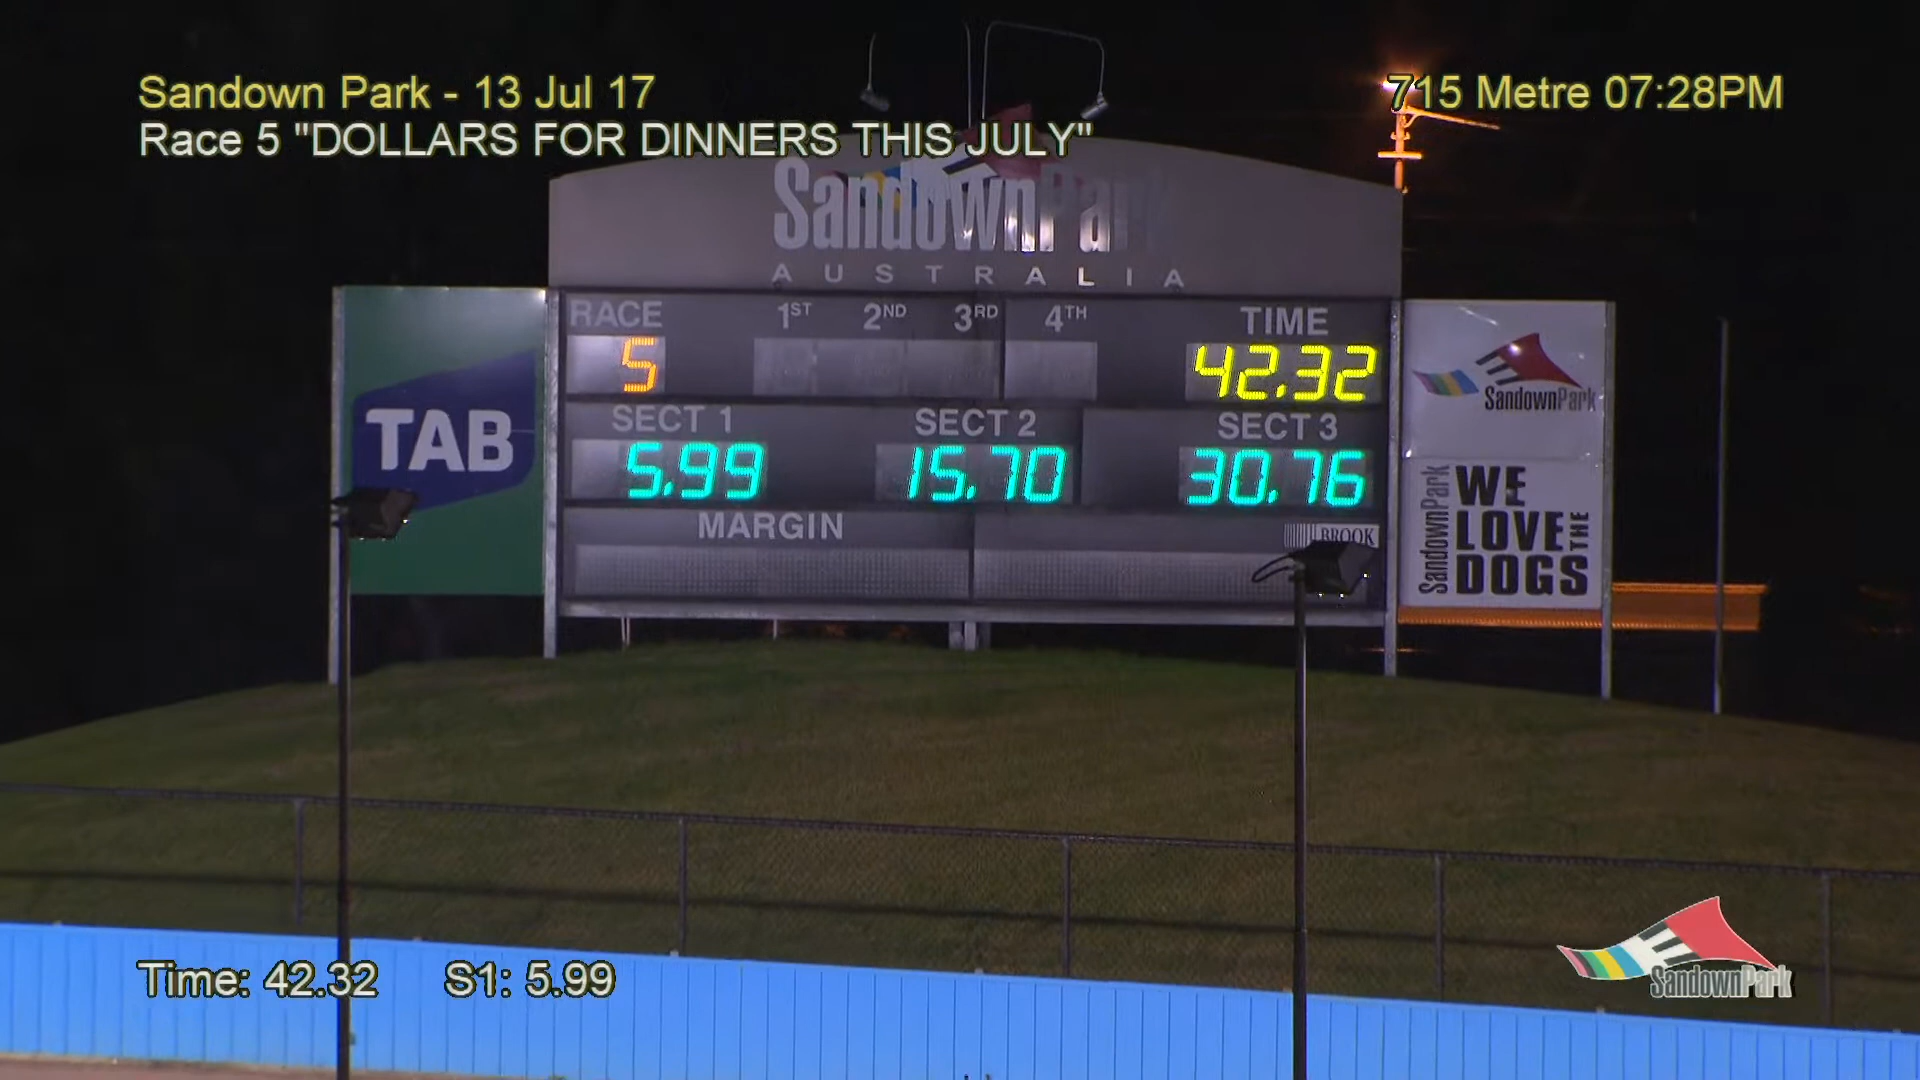 Sandown Park - 13 Jul 17
715 Metre 07:28PM
Race 5 "DOLLARS FOR DINNERS THIS JULY"
SandownPark
AUSTRALIA
RACE 1ST 2ND 3RD 4TH TIME
5 42.32
SECT 1 SECT 2 SECT 3
5.99 15.70 30.76
MARGIN
BROOK
TAB
SandownPark
SandownPark
WE
LOVE THE
DOGS
Time: 42.32 S1: 5.99
SandownPark